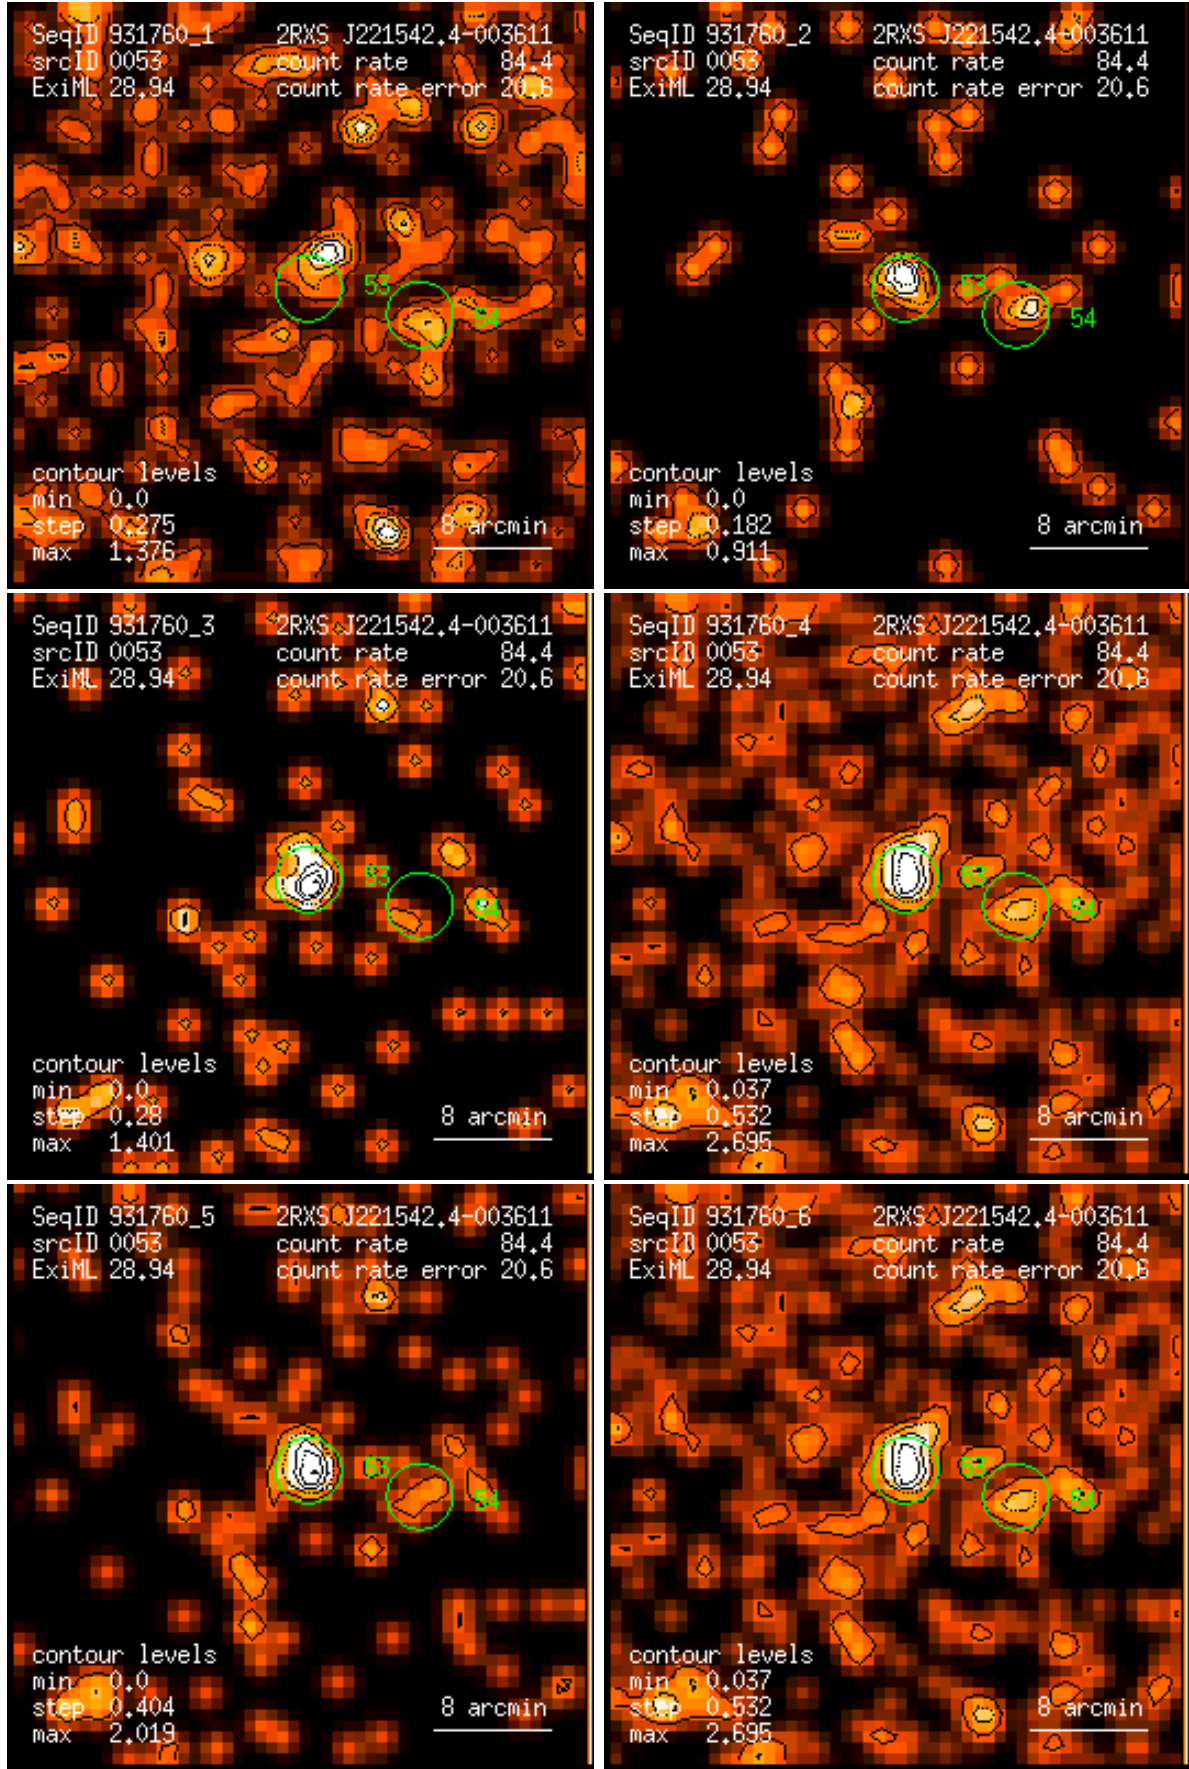 SeqID 931760_1 2RXS J221542.4-003611
srcID 0053 count rate 84.4
ExiML 28.94 count rate error 20.6
53
54
contour levels
min 0.0
step 0.275 8 arcmin
max 1.376
SeqID 931760_2 2RXS J221542.4-003611
srcID 0053 count rate 84.4
ExiML 28.94 count rate error 20.6
53
54
contour levels
min 0.0
step 0.182 8 arcmin
max 0.911
SeqID 931760_3 2RXS J221542.4-003611
srcID 0053 count rate 84.4
ExiML 28.94 count rate error 20.6
53
54
contour levels
min 0.0
step 0.28 8 arcmin
max 1.401
SeqID 931760_4 2RXS J221542.4-003611
srcID 0053 count rate 84.4
ExiML 28.94 count rate error 20.6
53
54
contour levels
min 0.037
step 0.532 8 arcmin
max 2.695
SeqID 931760_5 2RXS J221542.4-003611
srcID 0053 count rate 84.4
ExiML 28.94 count rate error 20.6
53
54
contour levels
min 0.0
step 0.404 8 arcmin
max 2.019
SeqID 931760_6 2RXS J221542.4-003611
srcID 0053 count rate 84.4
ExiML 28.94 count rate error 20.6
53
54
contour levels
min 0.037
step 0.532 8 arcmin
max 2.695